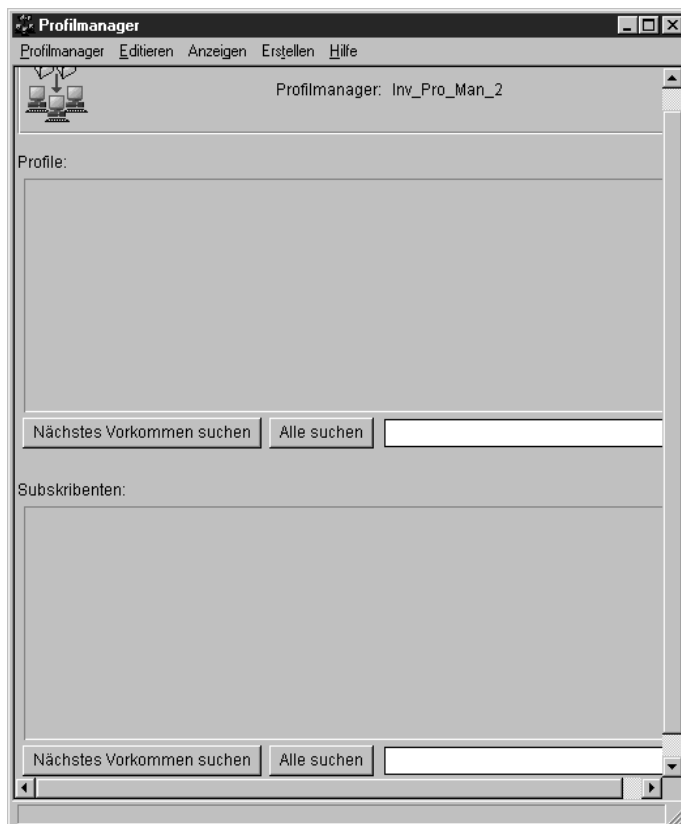 Profilmanager
Profilmanager Editieren Anzeigen Erstellen Hilfe
Profilmanager: Inv_Pro_Man_2
Profile:
Nächstes Vorkommen suchen Alle suchen
Subskribenten:
Nächstes Vorkommen suchen Alle suchen